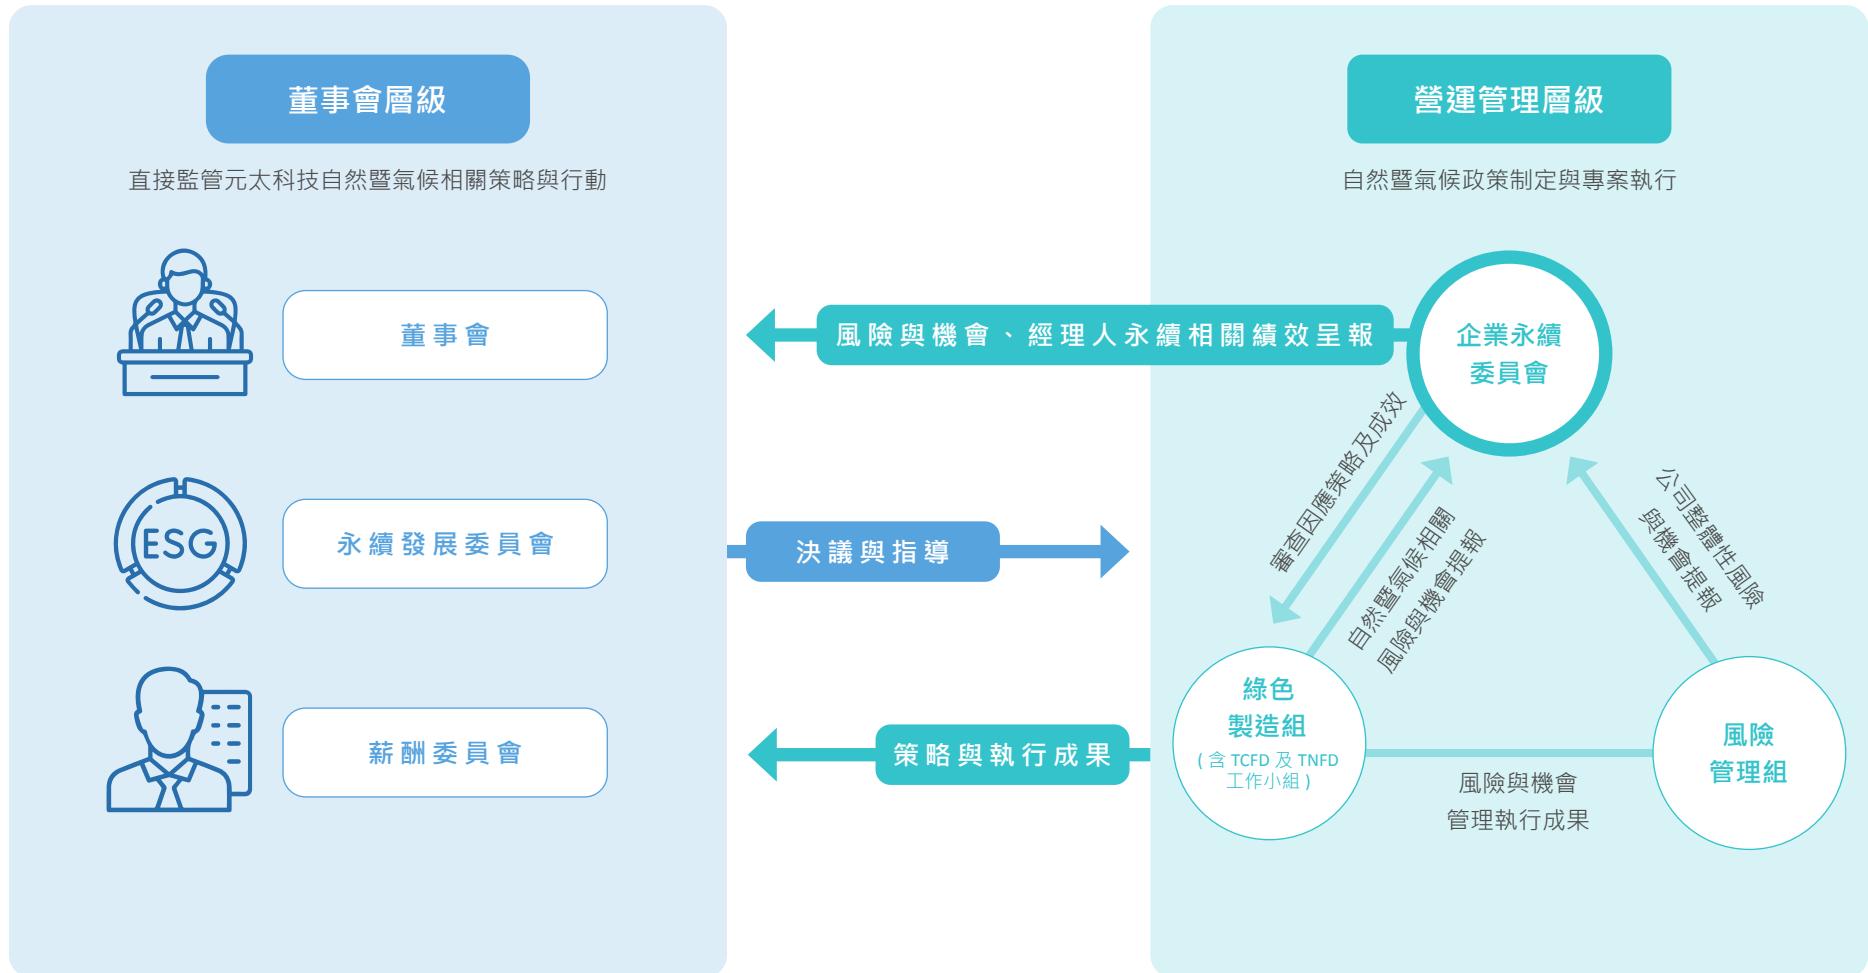 董事會層級
直接監管元太科技自然暨氣候相關策略與行動
董事會
ESG
永續發展委員會
薪酬委員會
風險與機會、經理人永續相關績效呈報
決議與指導
策略與執行成果
營運管理層級
自然暨氣候政策制定與專案執行
企業永續
委員會
審查因應策略及成效
自然暨氣候相關
風險與機會提報
公司整體性風險
與機會提報
綠色
製造組
( 含 TCFD 及 TNFD
工作小組 )
風險與機會
管理執行成果
風險
管理組